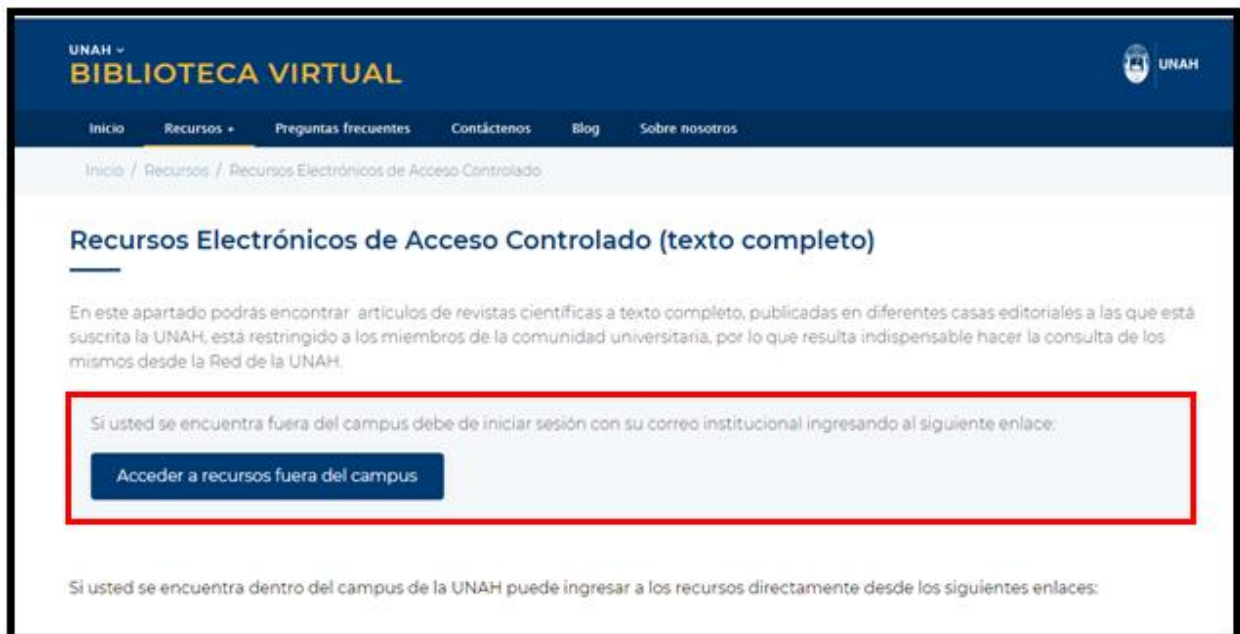 UNAH
BIBLIOTECA VIRTUAL
UNAH
Inicio Recursos Preguntas frecuentes Contáctenos Blog Sobre nosotros
Inicio / Recursos / Recursos Electrónicos de Acceso Controlado
Recursos Electrónicos de Acceso Controlado (texto completo)
En este apartado podrás encontrar artículos de revistas científicas a texto completo, publicadas en diferentes casas editoriales a las que está
suscrita la UNAH, está restringido a los miembros de la comunidad universitaria, por lo que resulta indispensable hacer la consulta de los
mismos desde la Red de la UNAH.
Si usted se encuentra fuera del campus debe de iniciar sesión con su correo institucional ingresando al siguiente enlace:
Acceder a recursos fuera del campus
Si usted se encuentra dentro del campus de la UNAH puede ingresar a los recursos directamente desde los siguientes enlaces: